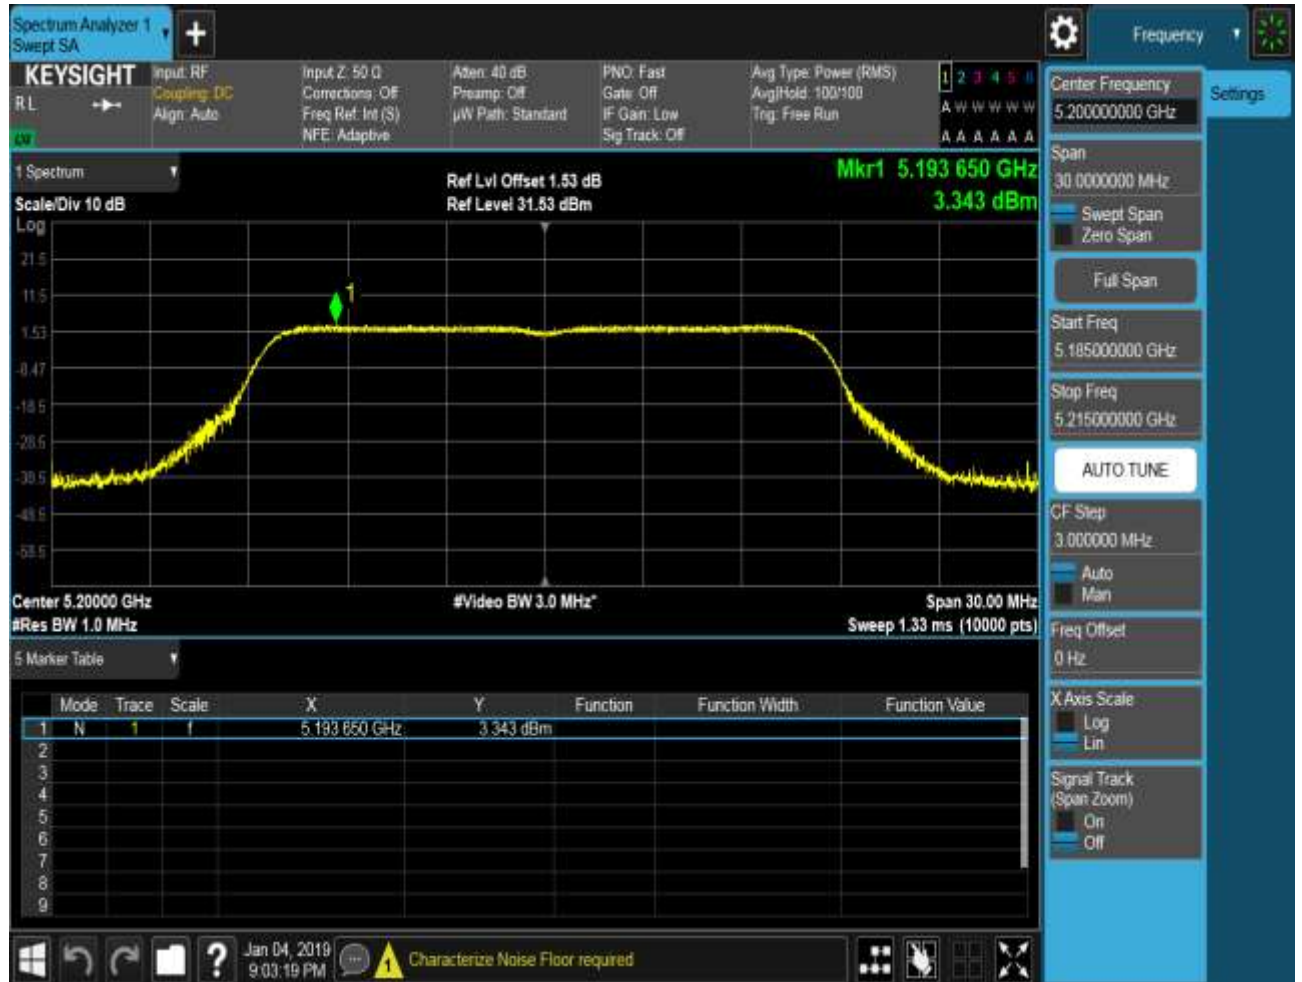 Spectrum Analyzer 1
Swept SA
Frequency
KEYSIGHT
R L
Input: RF
Coupling: DC
Align: Auto
Input Z: 50 Ω
Corrections: Off
Freq Ref: Int (S)
NFE: Adaptive
Atten: 40 dB
Preamp: Off
µW Path: Standard
PNO: Fast
Gate: Off
IF Gain: Low
Sig Track: Off
Avg Type: Power (RMS)
Avg|Hold: 100/100
Trig: Free Run
1 2 3 4 5 6
A W W W W W
A A A A A A
1 Spectrum
Scale/Div 10 dB
Ref Lvl Offset 1.53 dB
Ref Level 31.53 dBm
Mkr1 5.193 650 GHz
3.343 dBm
Log
21.5
11.5
1.53
-8.47
-18.5
-28.5
-38.5
-48.5
-58.5
1
Center 5.20000 GHz
#Res BW 1.0 MHz
#Video BW 3.0 MHz*
Span 30.00 MHz
Sweep 1.33 ms (10000 pts)
5 Marker Table
Mode Trace Scale X Y Function Function Width Function Value
1 N 1 f 5.193 650 GHz 3.343 dBm
2
3
4
5
6
7
8
9
Center Frequency
5.200000000 GHz
Settings
Span
30.0000000 MHz
Swept Span
Zero Span
Full Span
Start Freq
5.185000000 GHz
Stop Freq
5.215000000 GHz
AUTO TUNE
CF Step
3.000000 MHz
Auto
Man
Freq Offset
0 Hz
X Axis Scale
Log
Lin
Signal Track
(Span Zoom)
On
Off
?
Jan 04, 2019
9:03:19 PM
Characterize Noise Floor required